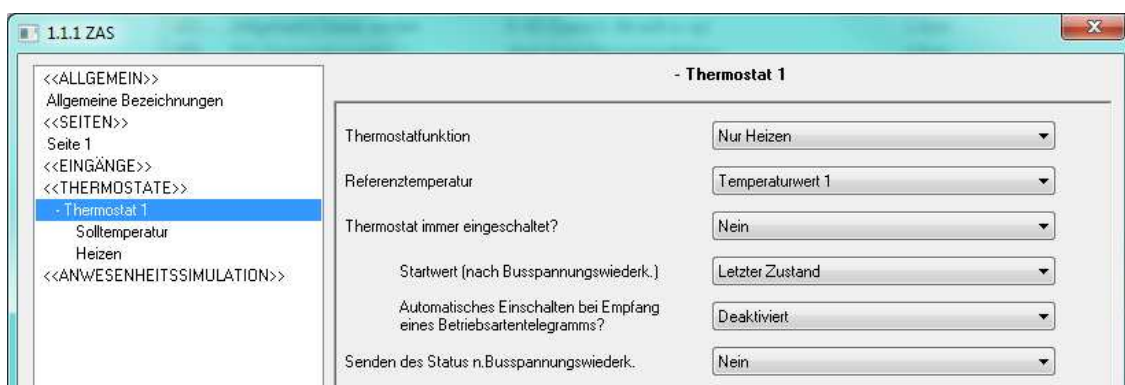 1.1.1 ZAS
<<ALLGEMEIN>>
Allgemeine Bezeichnungen
<<SEITEN>>
Seite 1
<<EINGÄNGE>>
<<THERMOSTATE>>
- Thermostat 1
Solltemperatur
Heizen
<<ANWESENHEITSSIMULATION>>
- Thermostat 1
Thermostatfunktion Nur Heizen
Referenztemperatur Temperaturwert 1
Thermostat immer eingeschaltet? Nein
Startwert (nach Busspannungswiederk.) Letzter Zustand
Automatisches Einschalten bei Empfang
eines Betriebsartentelegramms? Deaktiviert
Senden des Status n.Busspannungswiederk. Nein